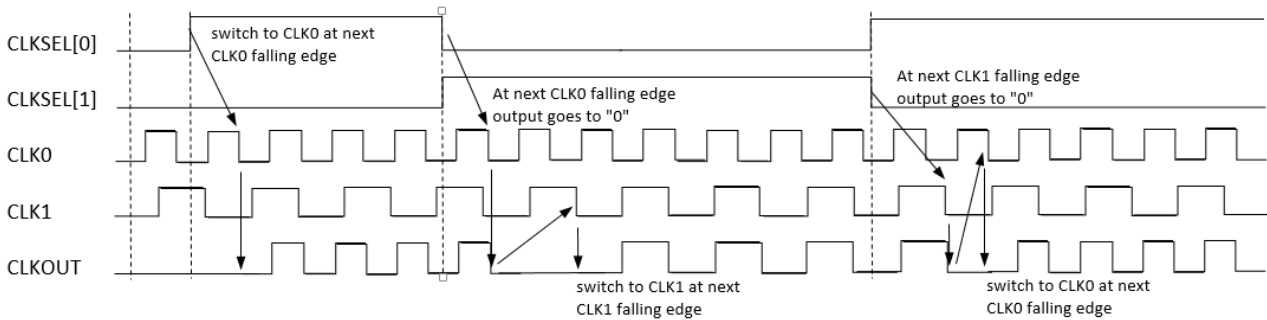 CLKSEL[0]
switch to CLK0 at next
CLK0 falling edge
CLKSEL[1]
At next CLK0 falling edge
output goes to "0"
At next CLK1 falling edge
output goes to "0"
CLK0
CLK1
CLKOUT
switch to CLK1 at next
CLK1 falling edge
switch to CLK0 at next
CLK0 falling edge